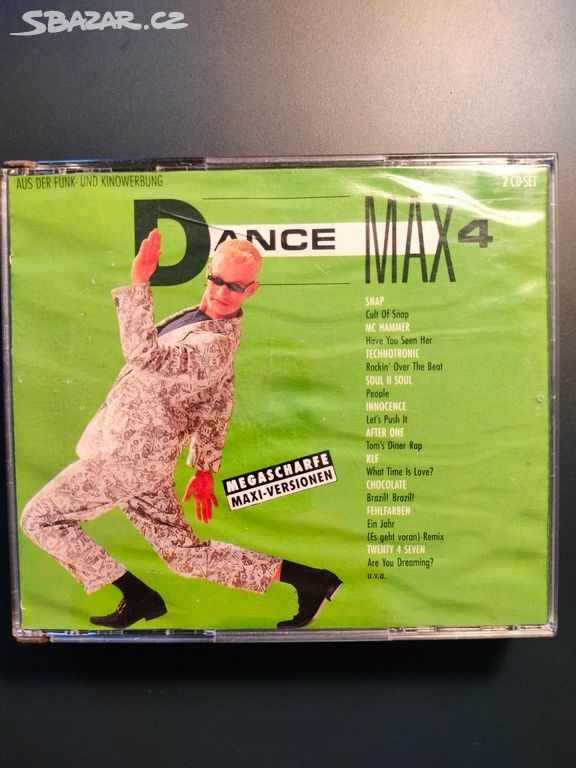 SBAZAR.CZ
AUS DER FUNK- UND KINOWERBUNG
2 CD-SET
DANCE MAX 4
SNAP
Cult Of Snap
MC HAMMER
Have You Seen Her
TECHNOTRONIC
Rockin' Over The Beat
SOUL II SOUL
People
INNOCENCE
Let's Push It
AFTER ONE
Tom's Diner Rap
KLF
What Time Is Love?
CHOCOLATE
Brazil! Brazil!
FEHLFARBEN
Ein Jahr
(Es geht voran)-Remix
TWENTY 4 SEVEN
Are You Dreaming?
u.v.a.
MEGASCHARFE
MAXI-VERSIONEN